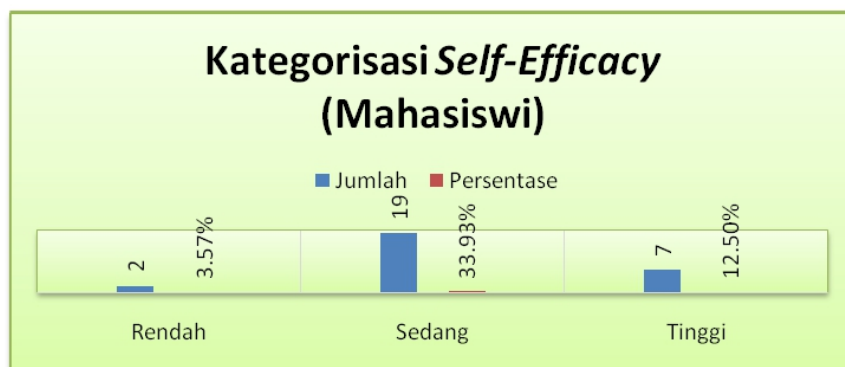 Kategorisasi Self-Efficacy
(Mahasiswi)
Jumlah Persentase
2 3.57% 19 33.93% 7 12.50%
Rendah Sedang Tinggi